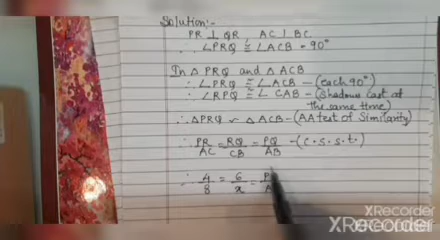 Solution:-
PR ⊥ QR, AC ⊥ BC
∴ ∠PRQ ≅ ∠ACB = 90°
In △ PRQ and △ ACB
∴ ∠PRQ ≅ ∠ACB - (each 90°)
∴ ∠RPQ ≅ ∠CAB - (shadows cast at
the same time)
∴ △PRQ ~ △ACB - (AA test of Similarity)
∴ PR/AC = RQ/CB = PQ/AB - (c.s.s.t.)
∴ 4/8 = 6/x =
XRecorder
XRecorder